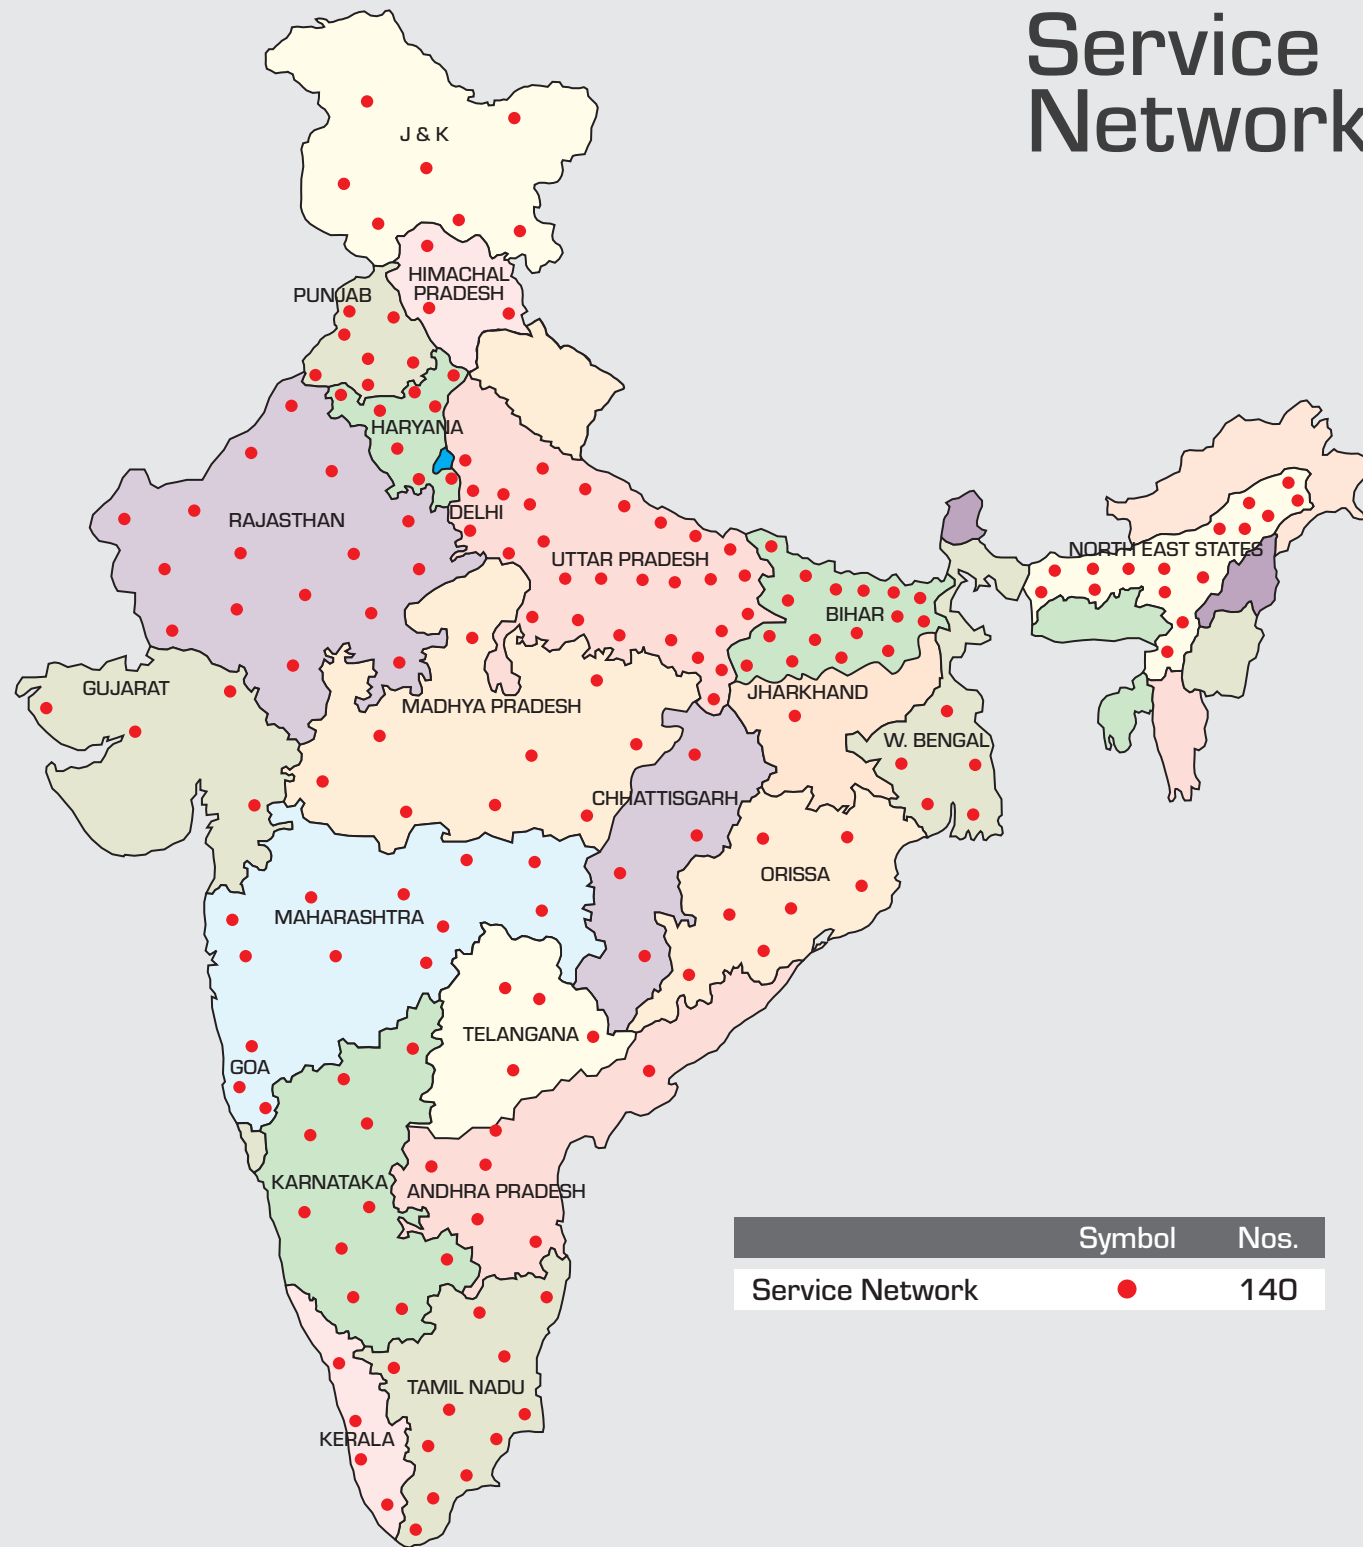 Service
Network
J & K
HIMACHAL
PRADESH
PUNJAB
HARYANA
DELHI
RAJASTHAN
UTTAR PRADESH
NORTH EAST STATES
BIHAR
GUJARAT
MADHYA PRADESH
JHARKHAND
W. BENGAL
CHHATTISGARH
ORISSA
MAHARASHTRA
TELANGANA
GOA
KARNATAKA
ANDHRA PRADESH
TAMIL NADU
KERALA
Symbol Nos.
Service Network 140